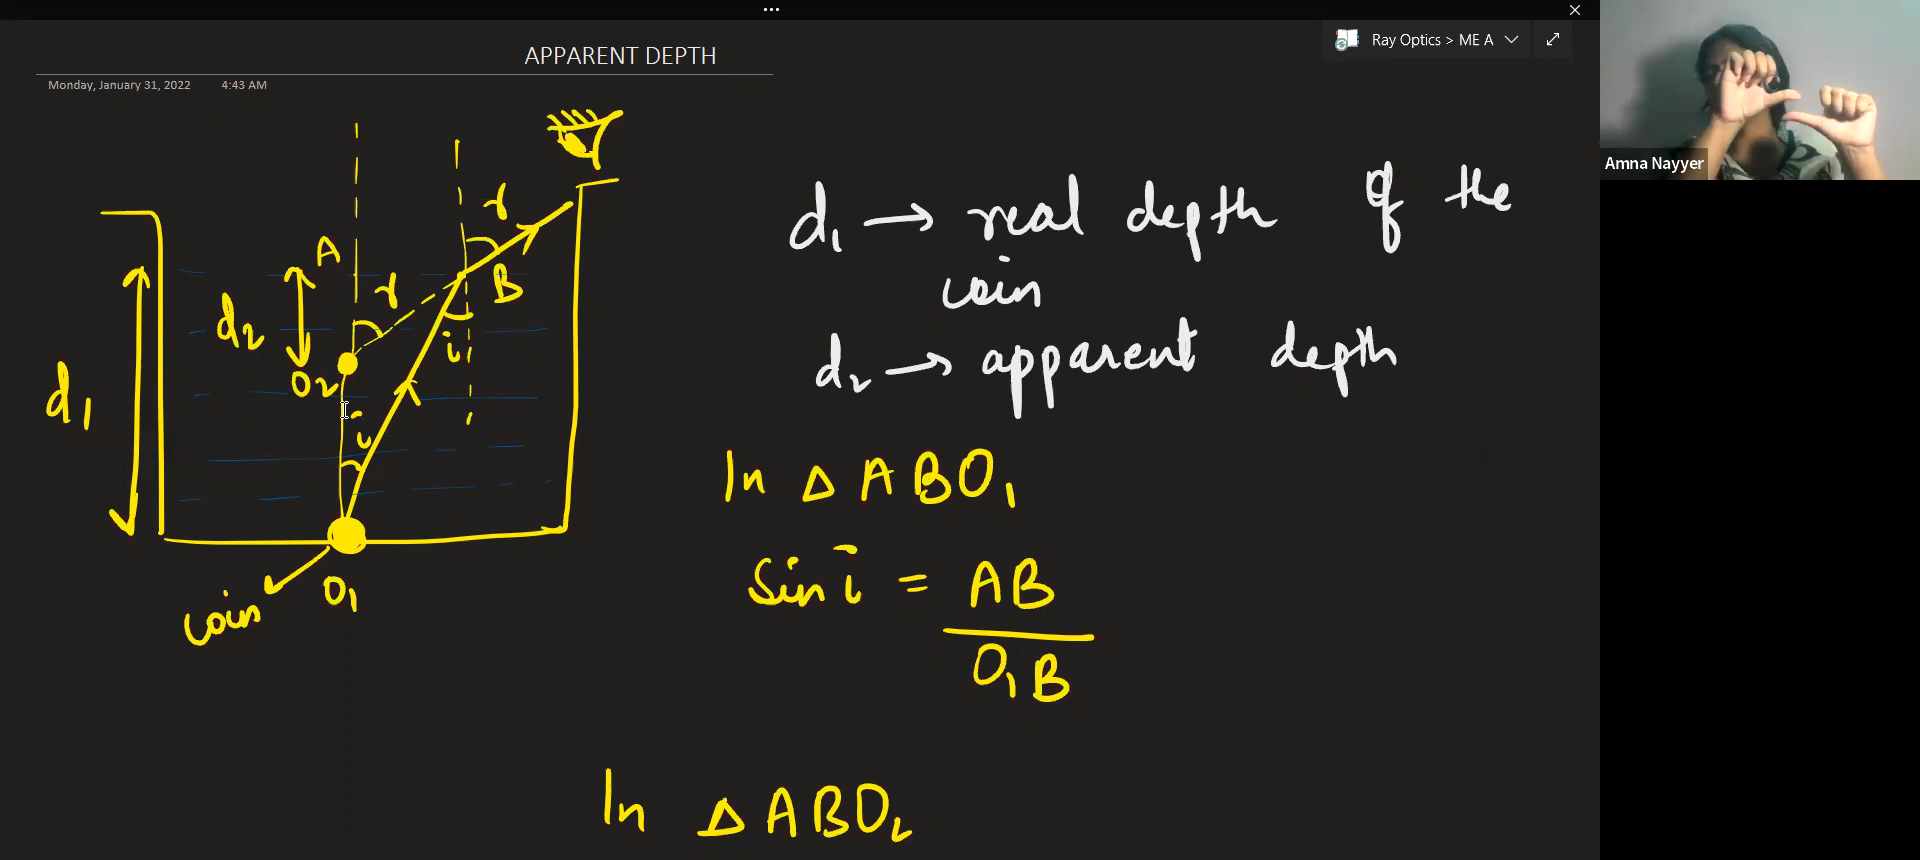 Ray Optics > ME A
APPARENT DEPTH
Monday, January 31, 2022 4:43 AM
Amna Nayyer
d₁ → real depth of the
coin
d₂ → apparent depth
In Δ ABO₁
Sin i = AB
O₁B
In Δ ABO₂
r
A
r
B
d₂
i
O₂
d₁
i
O₁
coin